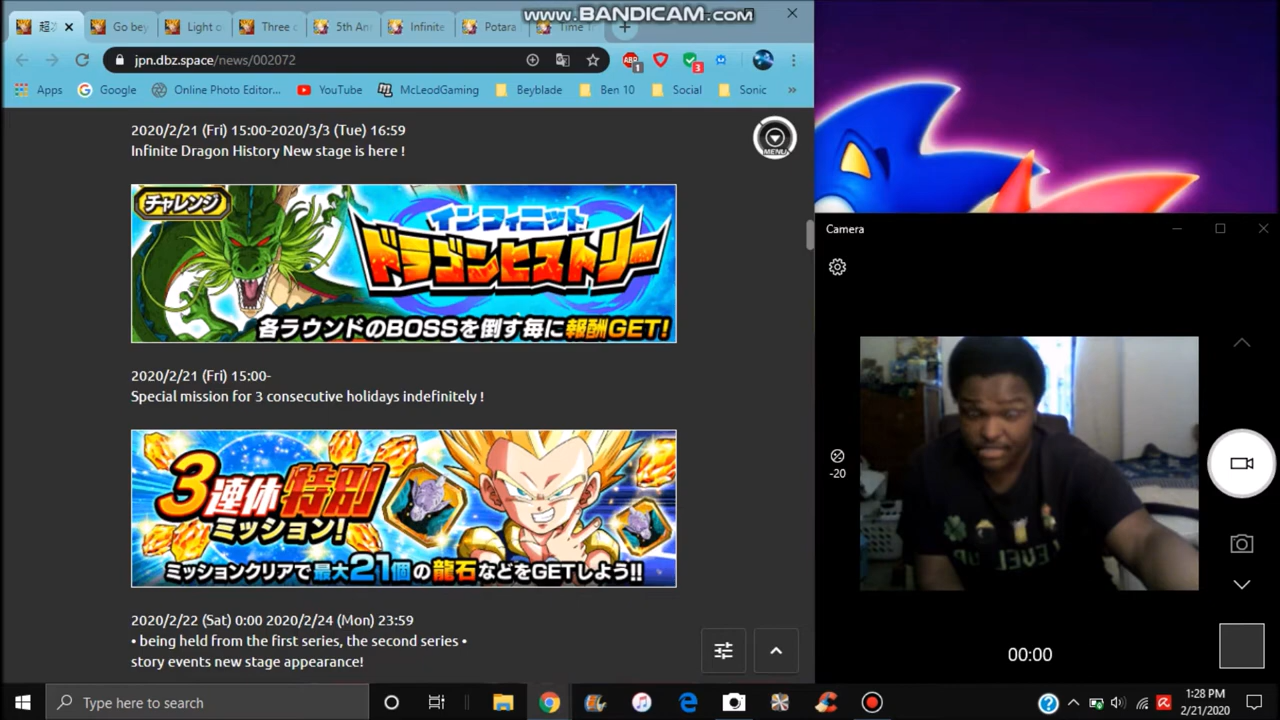 www.BANDICAM.com
超
Go bey
Light o
Three c
5th Ann
Infinite
Potara
Time T
jpn.dbz.space/news/002072
1
3
Apps
Google
Online Photo Editor...
YouTube
McLeodGaming
Beyblade
Ben 10
Social
Sonic
»
2020/2/21 (Fri) 15:00-2020/3/3 (Tue) 16:59
Infinite Dragon History New stage is here !
MENU
チャレンジ
インフィニット
ドラゴンヒストリー
各ラウンドのBOSSを倒す毎に報酬GET!
2020/2/21 (Fri) 15:00-
Special mission for 3 consecutive holidays indefinitely !
3連休特別
ミッション!
ミッションクリアで最大21個の龍石などをGETしよう!!
2020/2/22 (Sat) 0:00 2020/2/24 (Mon) 23:59
• being held from the first series, the second series •
story events new stage appearance!
Camera
-20
LEVEL UP
00:00
Type here to search
1:28 PM
2/21/2020